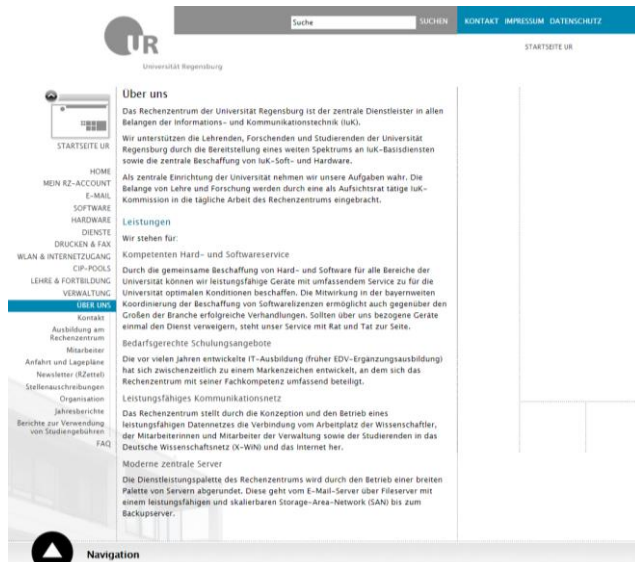 Suche
SUCHEN
KONTAKT IMPRESSUM DATENSCHUTZ
UR
Universität Regensburg
STARTSEITE UR
STARTSEITE UR
HOME
MEIN RZ-ACCOUNT
E-MAIL
SOFTWARE
HARDWARE
DIENSTE
DRUCKEN & FAX
WLAN & INTERNETZUGANG
CIP-POOLS
LEHRE & FORTBILDUNG
VERWALTUNG
ÜBER UNS
Kontakt
Ausbildung am
Rechenzentrum
Mitarbeiter
Anfahrt und Lagepläne
Newsletter (RZettel)
Stellenauschreibungen
Organisation
Jahresberichte
Berichte zur Verwendung
von Studiengebühren
FAQ
Über uns
Das Rechenzentrum der Universität Regensburg ist der zentrale Dienstleister in allen
Belangen der Informations- und Kommunikationstechnik (IuK).
Wir unterstützen die Lehrenden, Forschenden und Studierenden der Universität
Regensburg durch die Bereitstellung eines weiten Spektrums an IuK-Basisdiensten
sowie die zentrale Beschaffung von IuK-Soft- und Hardware.
Als zentrale Einrichtung der Universität nehmen wir unsere Aufgaben wahr. Die
Belange von Lehre und Forschung werden durch eine als Aufsichtsrat tätige IuK-
Kommission in die tägliche Arbeit des Rechenzentrums eingebracht.
Leistungen
Wir stehen für:
Kompetenten Hard- und Softwareservice
Durch die gemeinsame Beschaffung von Hard- und Software für alle Bereiche der
Universität können wir leistungsfähige Geräte mit umfassendem Service zu für die
Universität optimalen Konditionen beschaffen. Die Mitwirkung in der bayernweiten
Koordinierung der Beschaffung von Softwarelizenzen ermöglicht auch gegenüber den
Großen der Branche erfolgreiche Verhandlungen. Sollten über uns bezogene Geräte
einmal den Dienst verweigern, steht unser Service mit Rat und Tat zur Seite.
Bedarfsgerechte Schulungsangebote
Die vor vielen Jahren entwickelte IT-Ausbildung (früher EDV-Ergänzungsausbildung)
hat sich zwischenzeitlich zu einem Markenzeichen entwickelt, an dem sich das
Rechenzentrum mit seiner Fachkompetenz umfassend beteiligt.
Leistungsfähiges Kommunikationsnetz
Das Rechenzentrum stellt durch die Konzeption und den Betrieb eines
leistungsfähigen Datennetzes die Verbindung vom Arbeitplatz der Wissenschaftler,
der Mitarbeiterinnen und Mitarbeiter der Verwaltung sowie der Studierenden in das
Deutsche Wissenschaftsnetz (X-WiN) und das Internet her.
Moderne zentrale Server
Die Dienstleistungspalette des Rechenzentrums wird durch den Betrieb einer breiten
Palette von Servern abgerundet. Diese geht vom E-Mail-Server über Fileserver mit
einem leistungsfähigen und skalierbaren Storage-Area-Network (SAN) bis zum
Backupserver.
Navigation